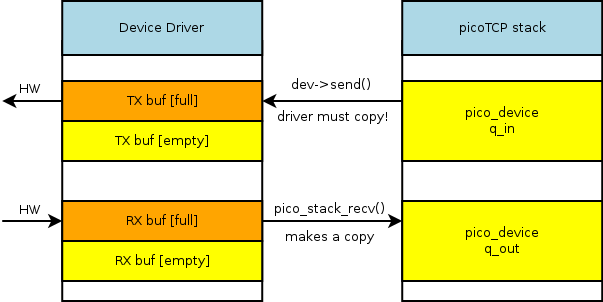 Device Driver
picoTCP stack
HW
TX buf [full]
dev->send()
driver must copy!
TX buf [empty]
pico_device
q_in
HW
RX buf [full]
pico_stack_recv()
makes a copy
RX buf [empty]
pico_device
q_out